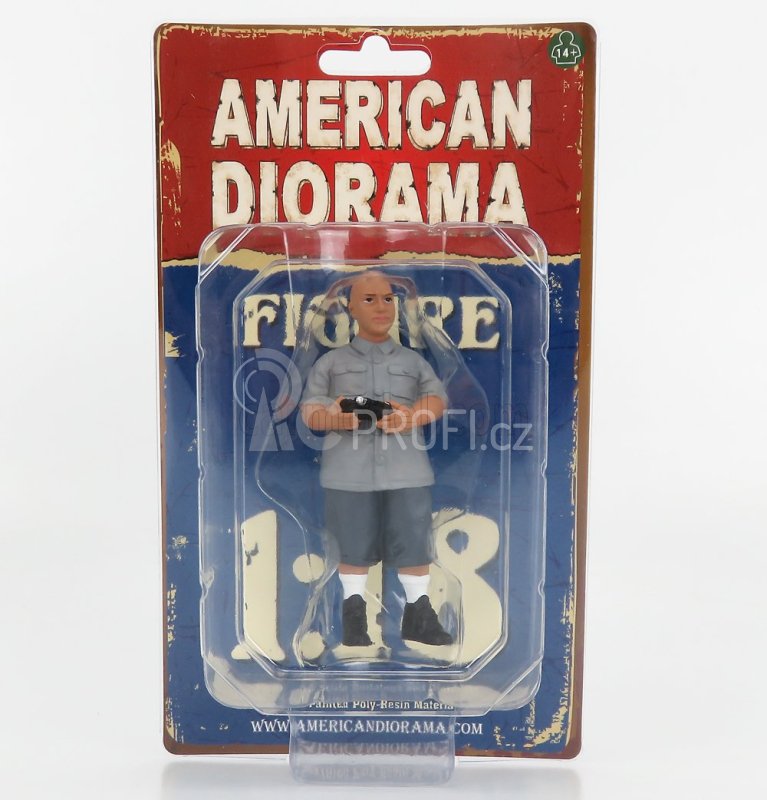 14+
AMERICAN
DIORAMA
FIGURE
RCPROFI.cz
1:18
Painted Poly-Resin Material
WWW.AMERICANDIORAMA.COM